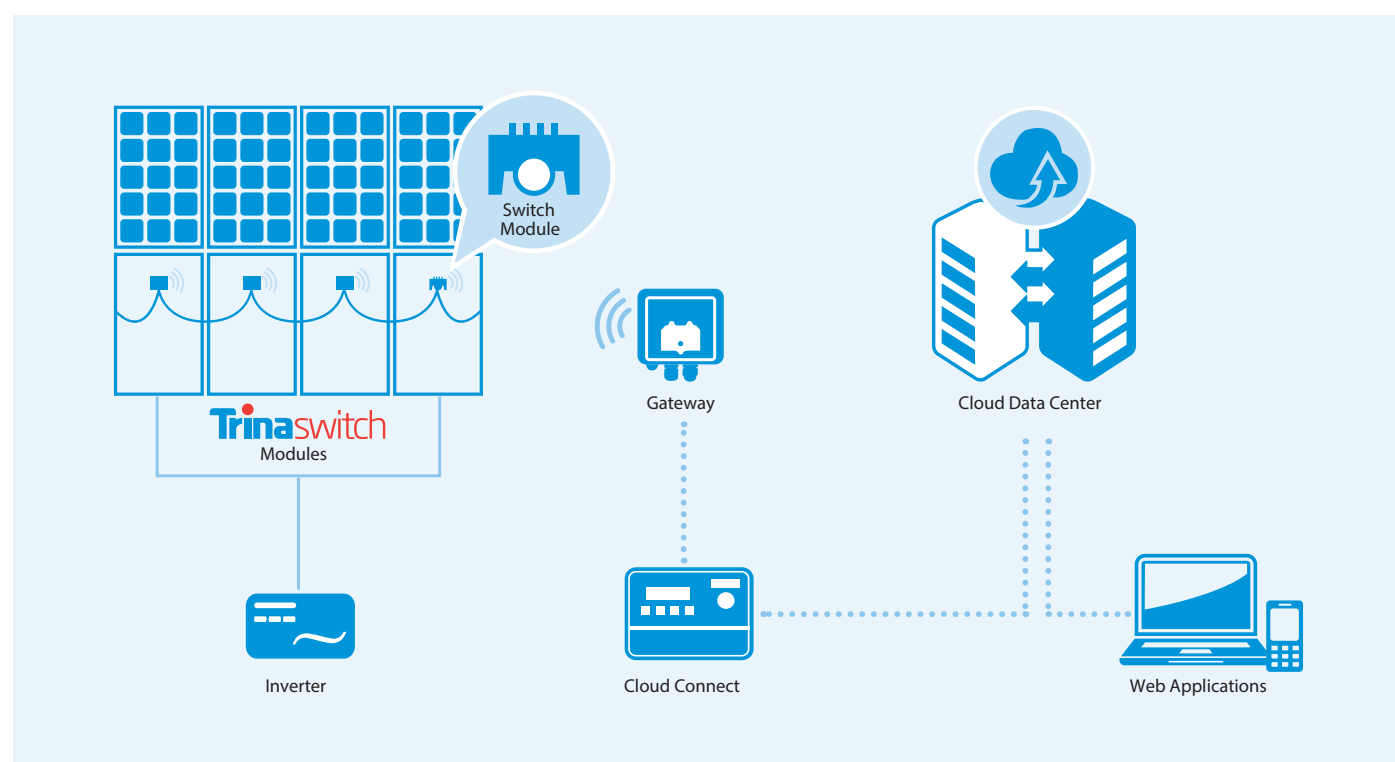 Switch
Module
Trinaswitch
Modules
Gateway
Cloud Data Center
Inverter
Cloud Connect
Web Applications